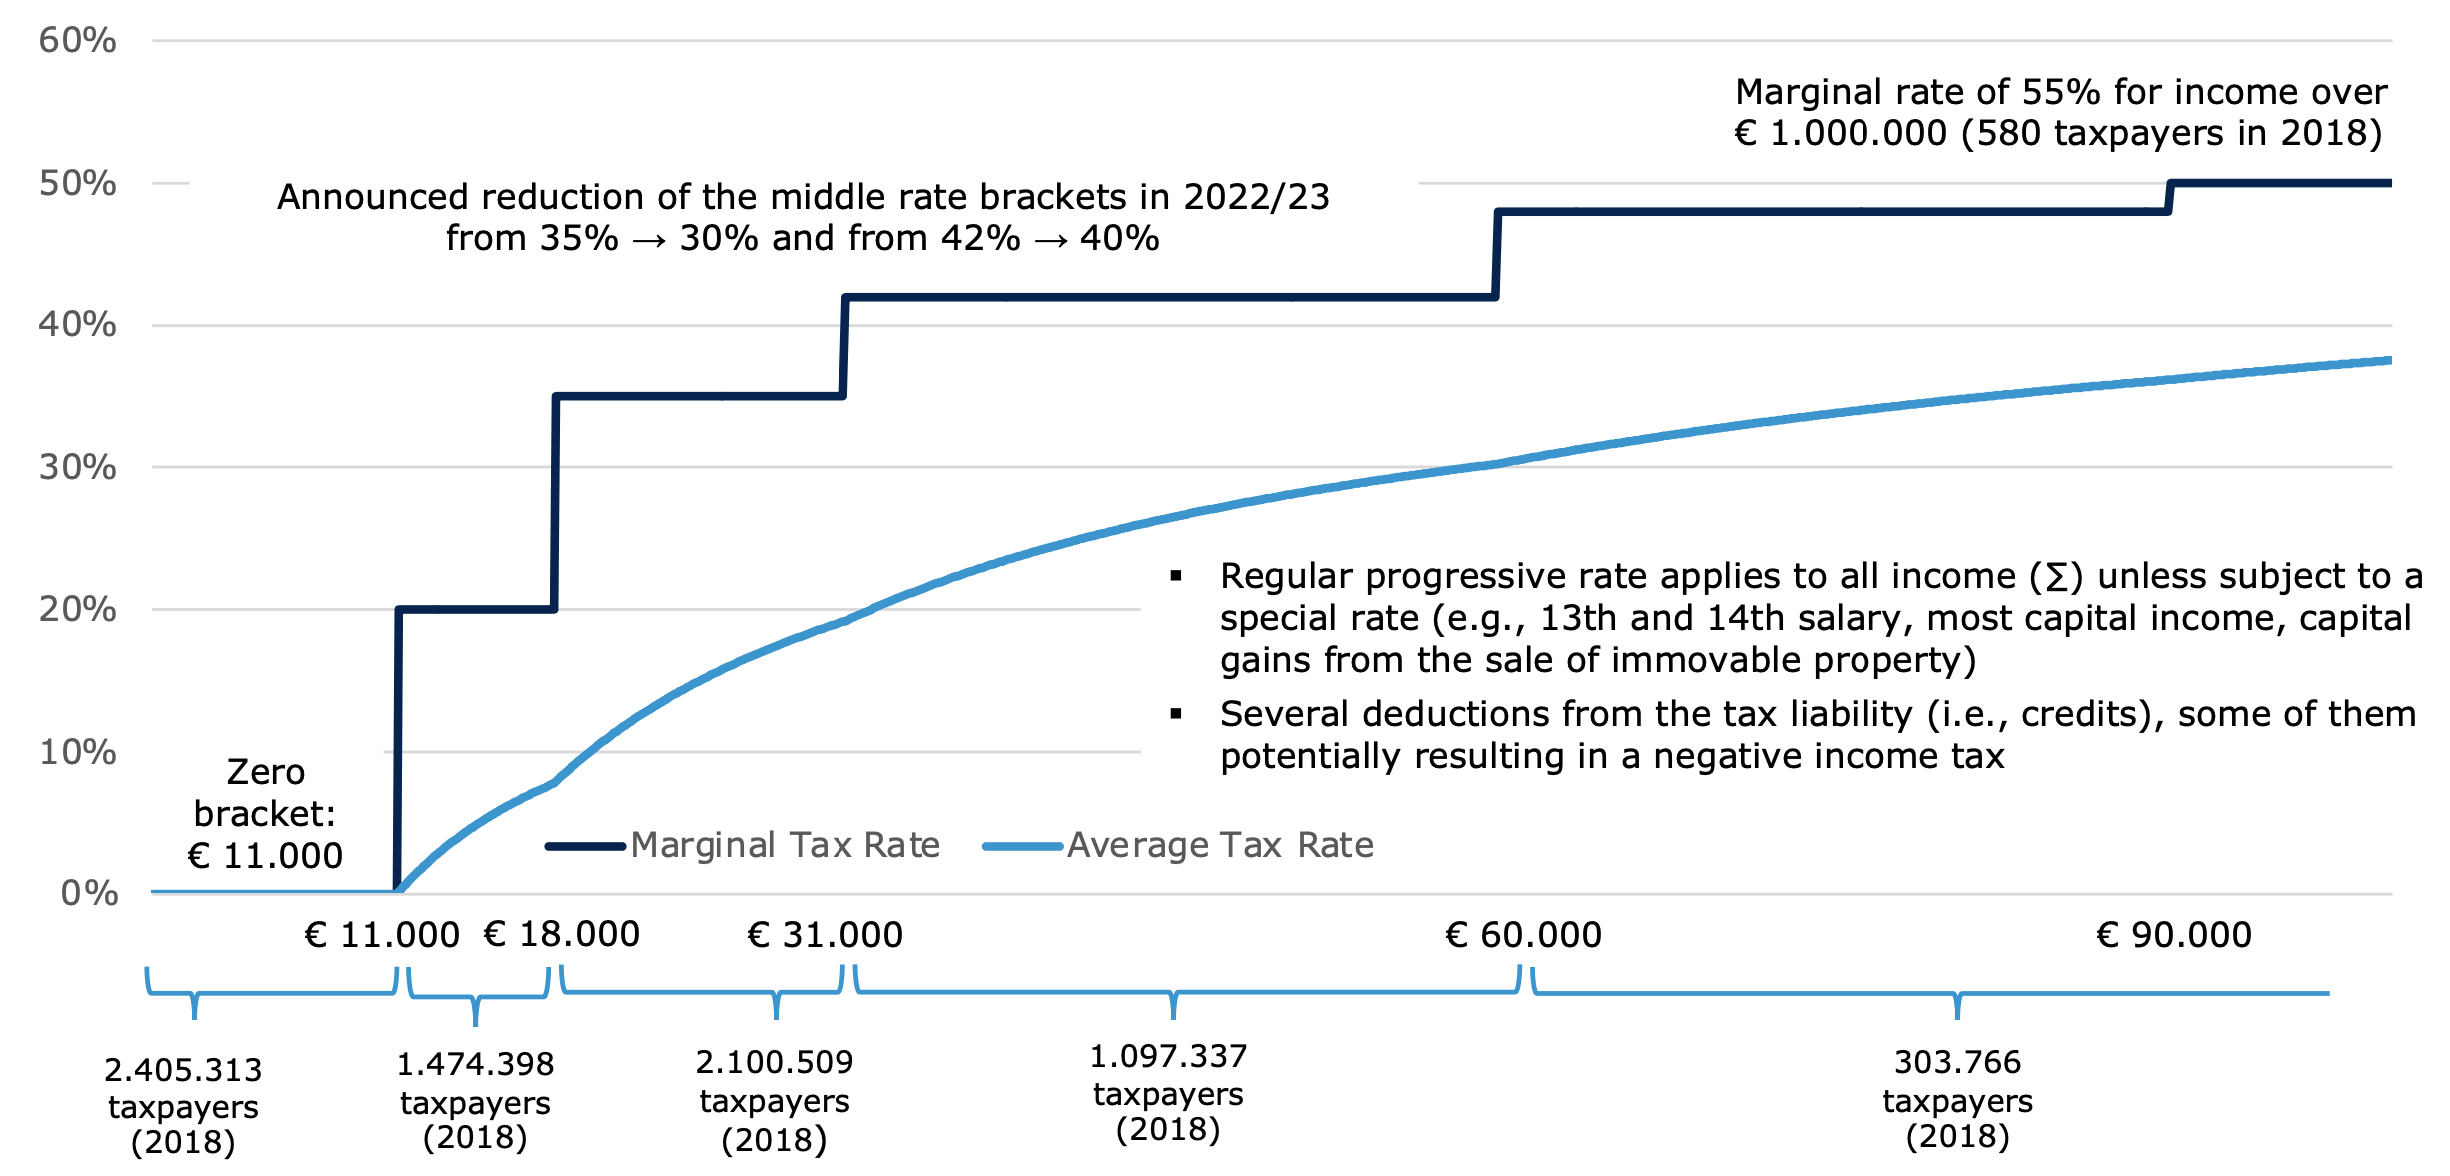 60%
Marginal rate of 55% for income over
€ 1.000.000 (580 taxpayers in 2018)
50%
Announced reduction of the middle rate brackets in 2022/23
from 35% → 30% and from 42% → 40%
40%
30%
▪ Regular progressive rate applies to all income (∑) unless subject to a
special rate (e.g., 13th and 14th salary, most capital income, capital
gains from the sale of immovable property)
20%
▪ Several deductions from the tax liability (i.e., credits), some of them
potentially resulting in a negative income tax
10%
Zero
bracket:
€ 11.000
Marginal Tax Rate
Average Tax Rate
0%
€ 11.000
€ 18.000
€ 31.000
€ 60.000
€ 90.000
2.405.313
taxpayers
(2018)
1.474.398
taxpayers
(2018)
2.100.509
taxpayers
(2018)
1.097.337
taxpayers
(2018)
303.766
taxpayers
(2018)